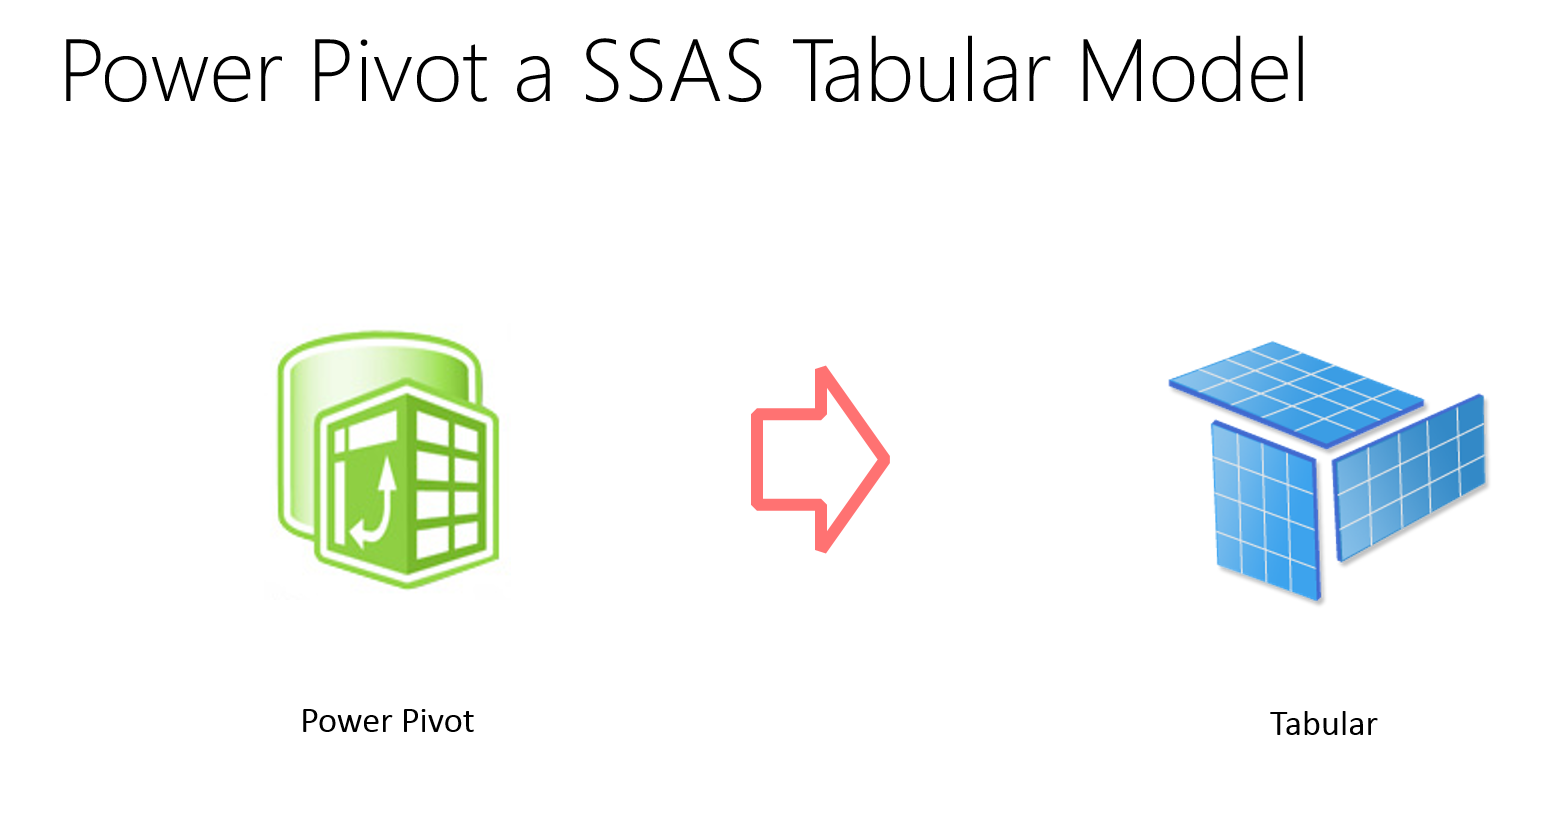 Power Pivot a SSAS Tabular Model
Power Pivot
Tabular